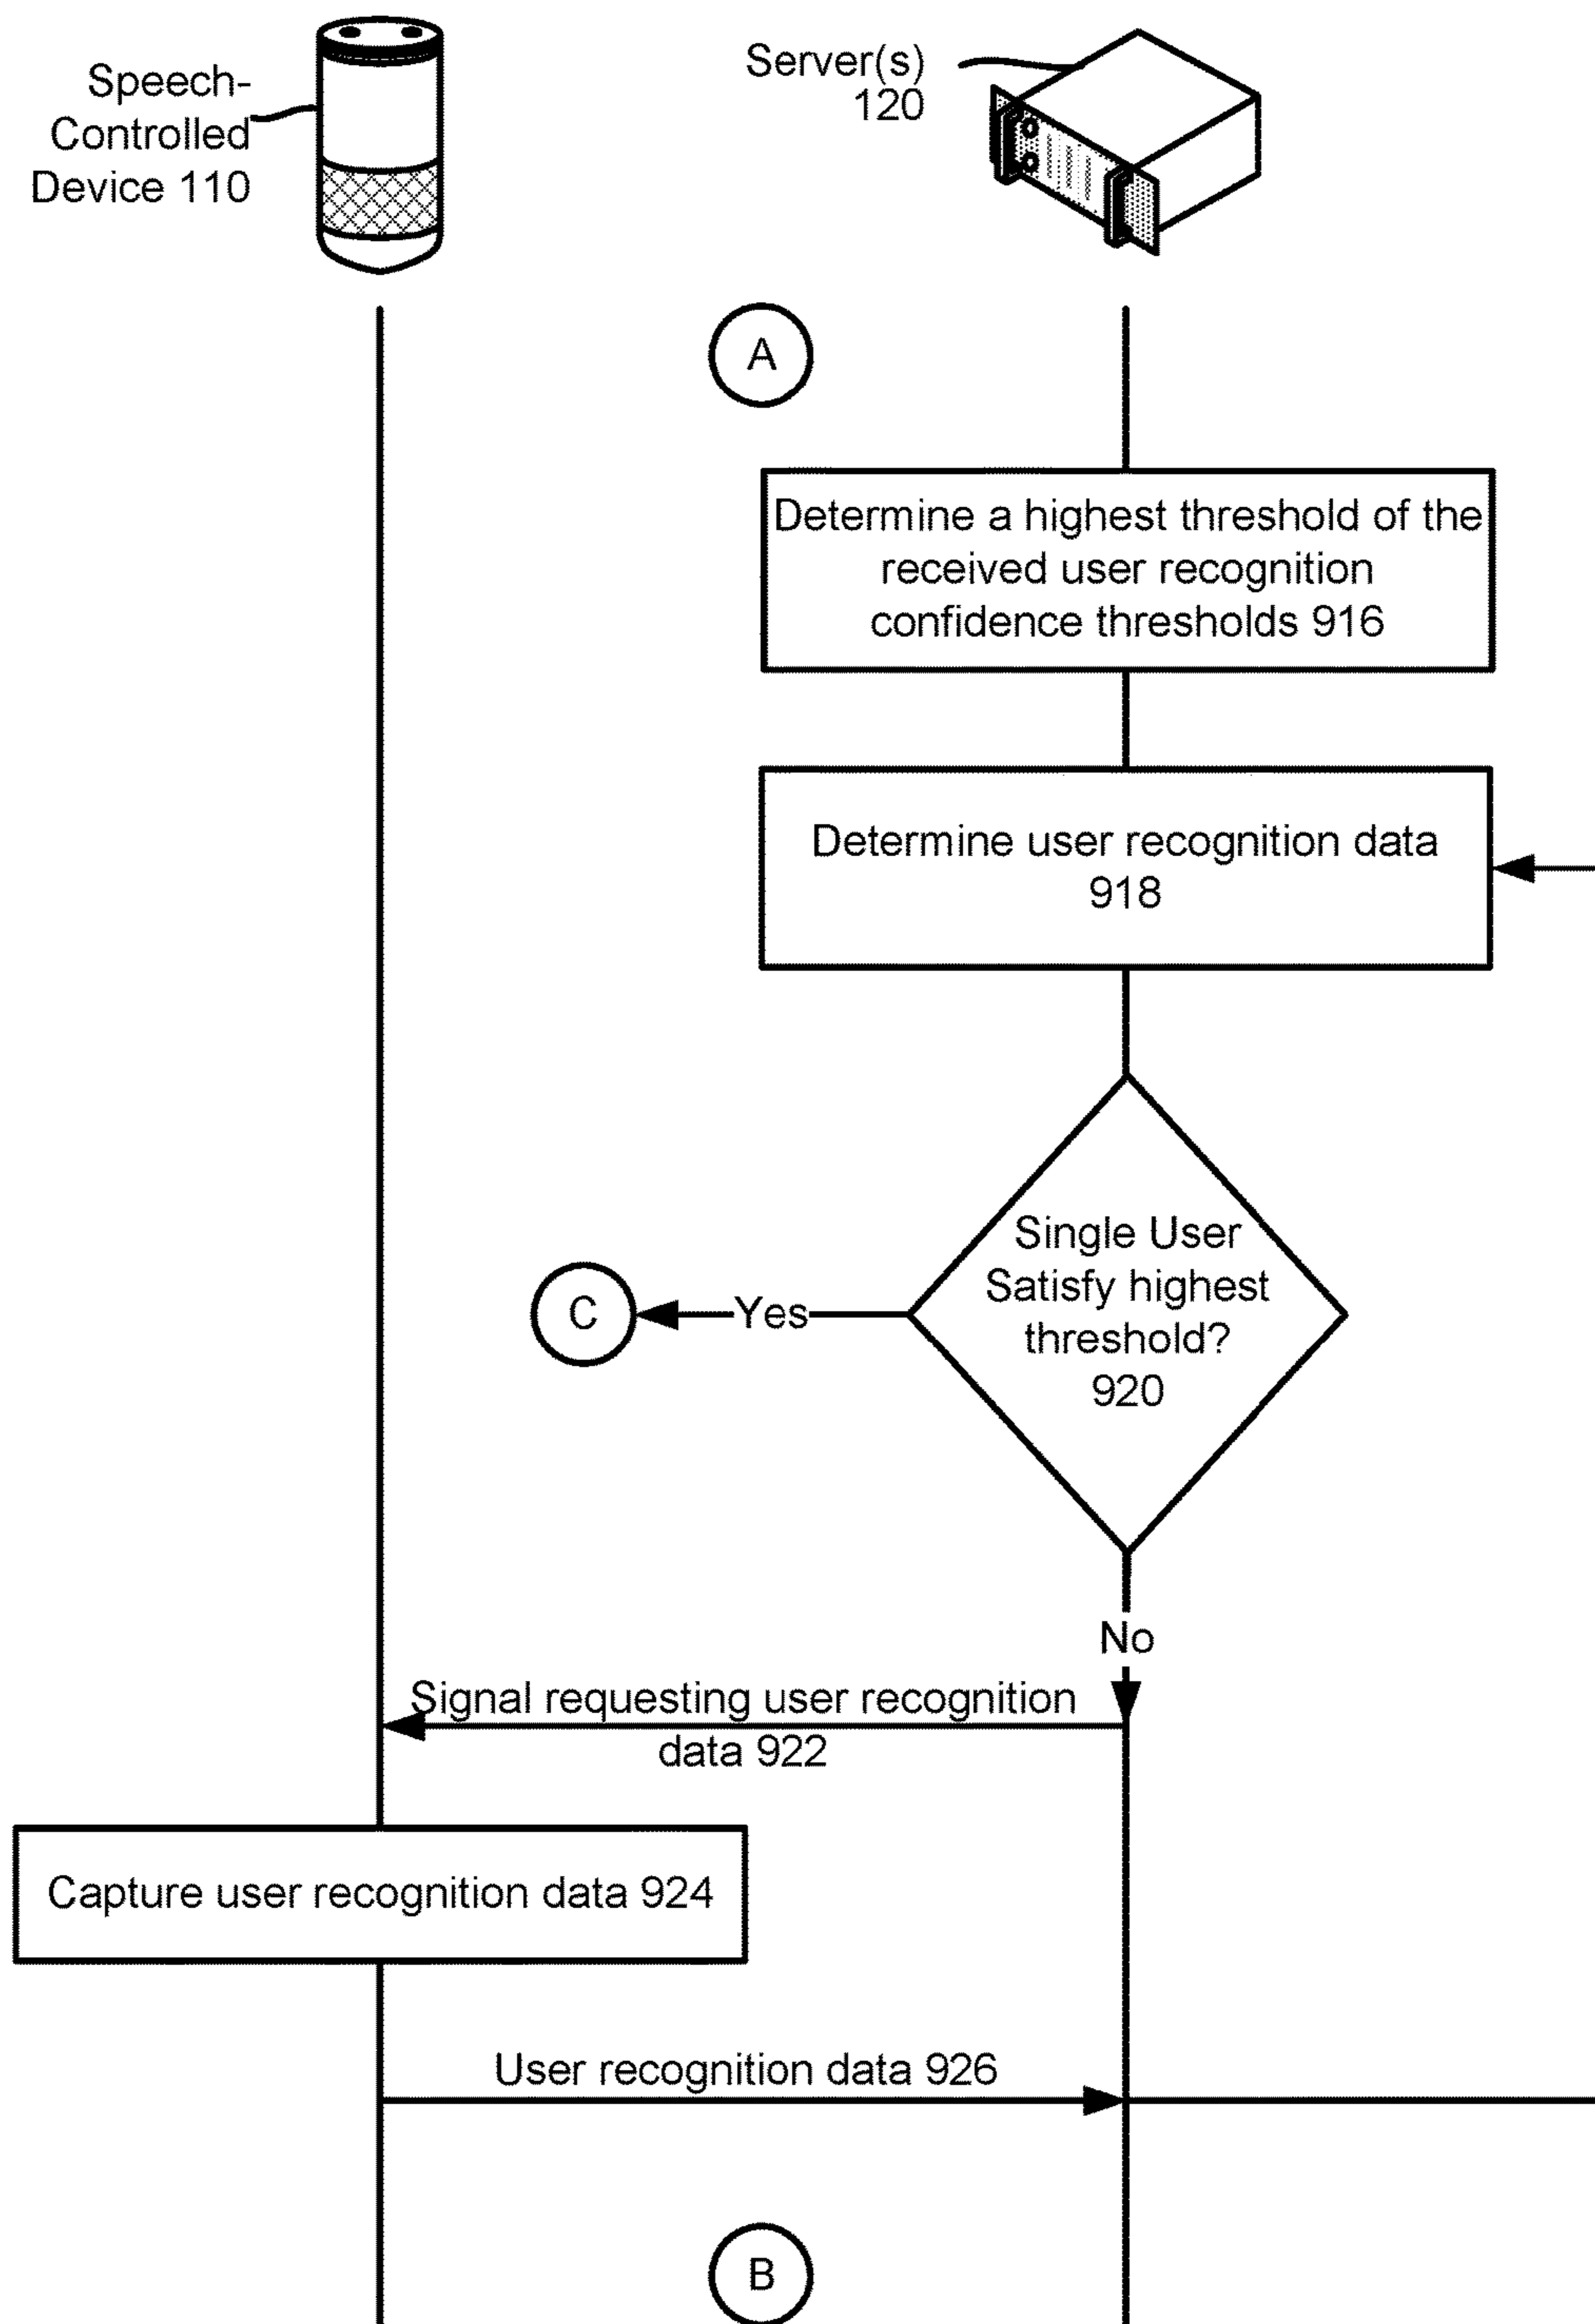 Speech-
Controlled
Device 110
Server(s)
120
A
Determine a highest threshold of the
received user recognition
confidence thresholds 916
Determine user recognition data
918
Single User
Satisfy highest
threshold?
920
C
Yes
No
Signal requesting user recognition
data 922
Capture user recognition data 924
User recognition data 926
B